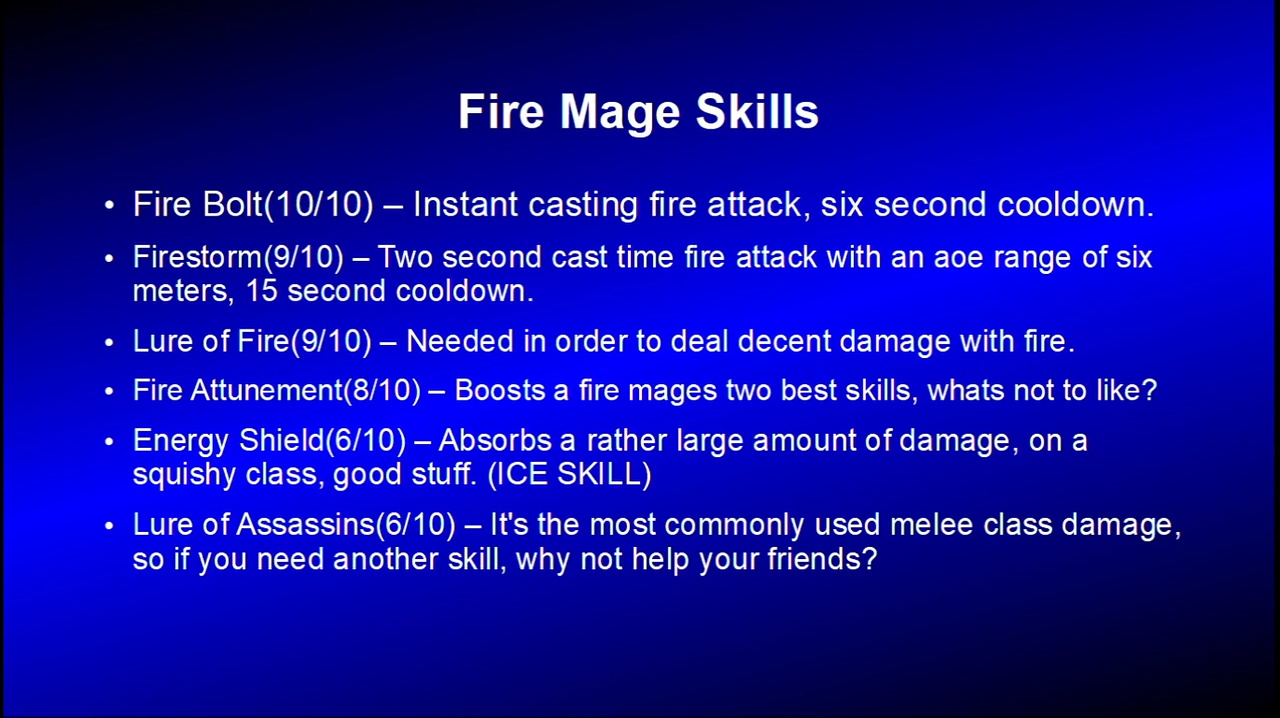 Fire Mage Skills
• Fire Bolt(10/10) – Instant casting fire attack, six second cooldown.
• Firestorm(9/10) – Two second cast time fire attack with an aoe range of six
meters, 15 second cooldown.
• Lure of Fire(9/10) – Needed in order to deal decent damage with fire.
• Fire Attunement(8/10) – Boosts a fire mages two best skills, whats not to like?
• Energy Shield(6/10) – Absorbs a rather large amount of damage, on a
squishy class, good stuff. (ICE SKILL)
• Lure of Assassins(6/10) – It's the most commonly used melee class damage,
so if you need another skill, why not help your friends?